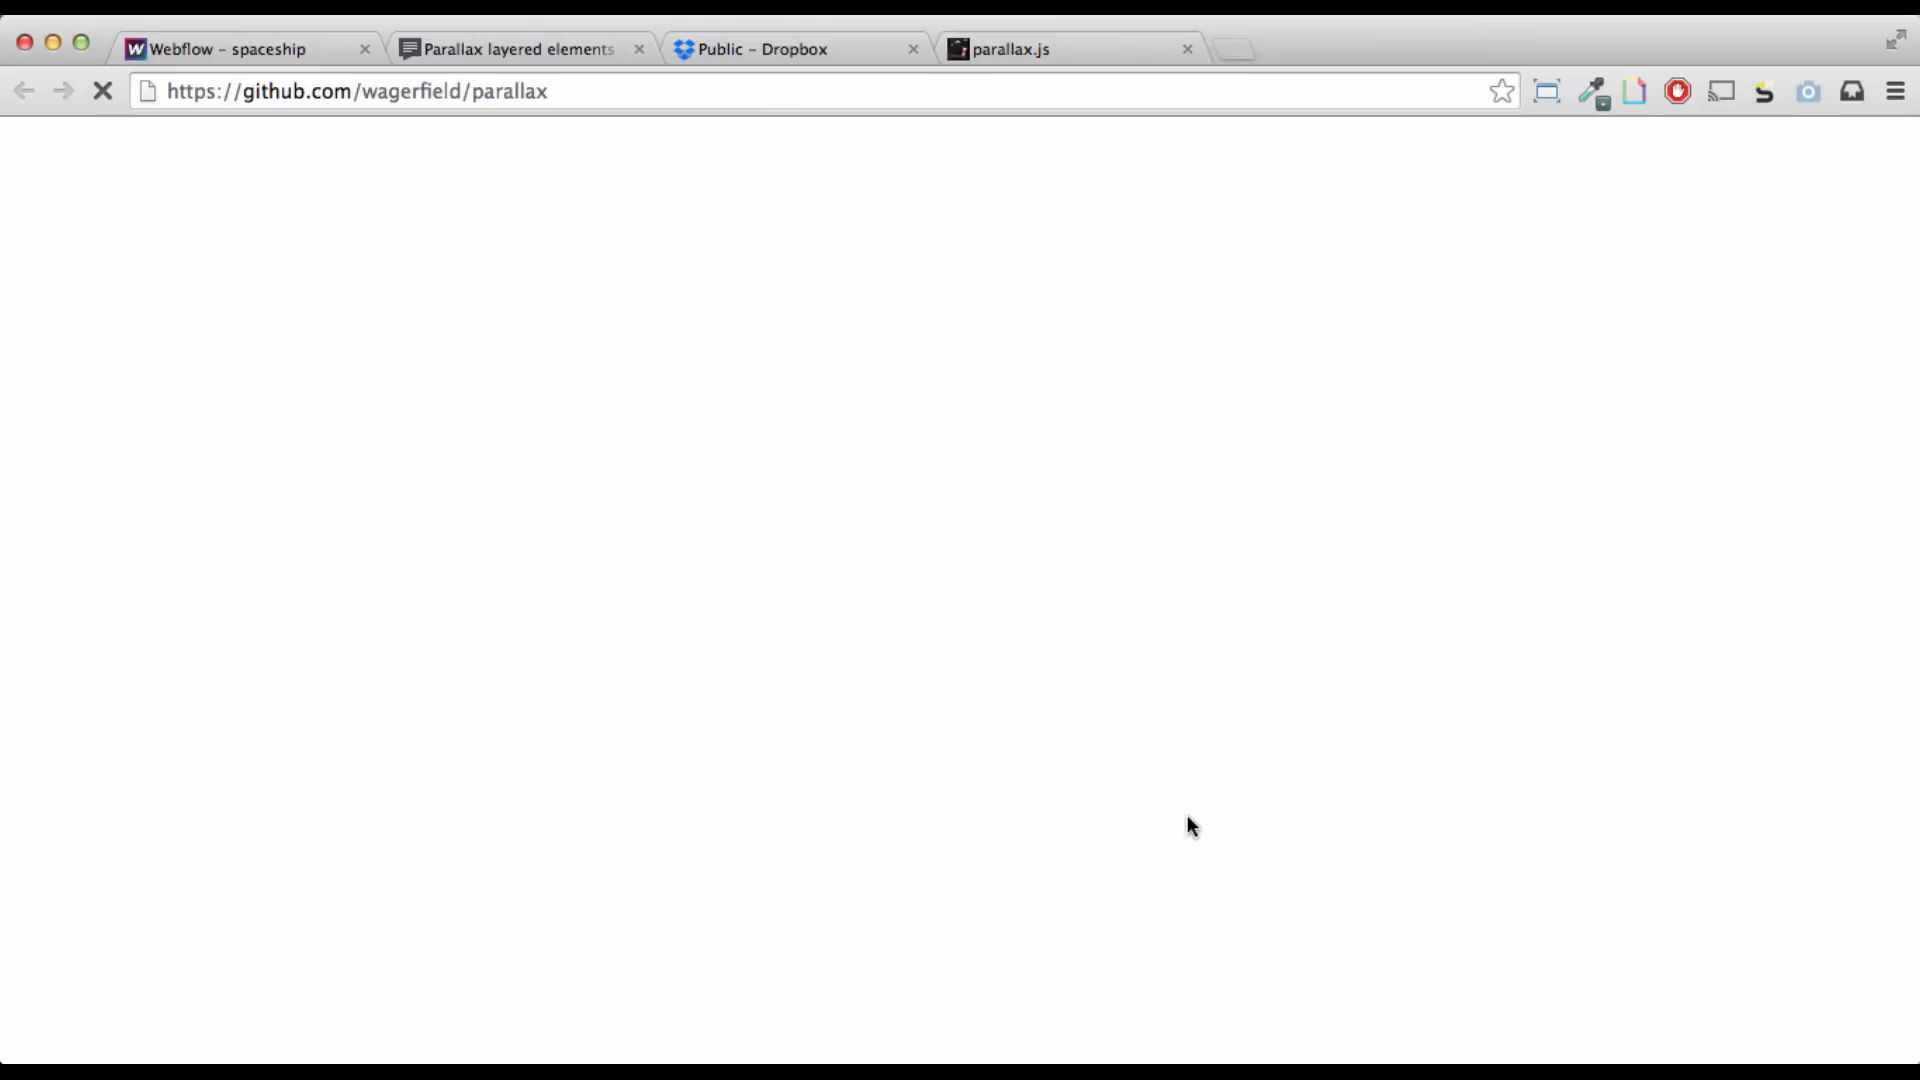 Webflow – spaceship
Parallax layered elements
Public – Dropbox
parallax.js
https://github.com/wagerfield/parallax